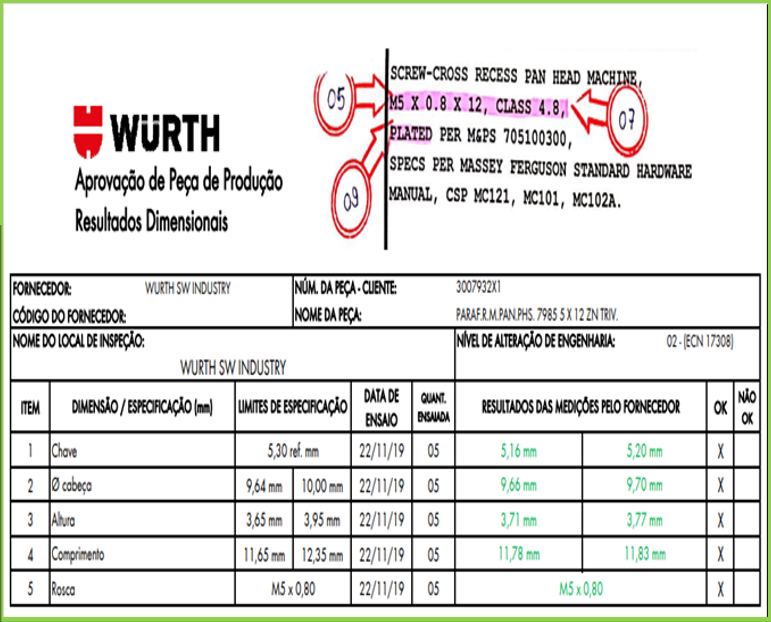 SCREW-CROSS RECESS PAN HEAD MACHINE,
05
M5 X 0.8 X 12, CLASS 4.8,
07
PLATED PER M&PS 705100300,
SPECS PER MASSEY FERGUSON STANDARD HARDWARE
09
MANUAL, CSP MC121, MC101, MC102A.
WÜRTH
Aprovação de Peça de Produção
Resultados Dimensionais
FORNECEDOR: WURTH SW INDUSTRY NÚM. DA PEÇA - CLIENTE: 3007932X1
CÓDIGO DO FORNECEDOR: NOME DA PEÇA: PARAF.R.M.PAN.PHS. 7985 5 X 12 ZN TRIV.
NOME DO LOCAL DE INSPEÇÃO: NÍVEL DE ALTERAÇÃO DE ENGENHARIA: 02 - (ECN 17308)
WURTH SW INDUSTRY
ITEM DIMENSÃO / ESPECIFICAÇÃO (mm) LIMITES DE ESPECIFICAÇÃO DATA DE ENSAIO QUANT. ENSAIADA RESULTADOS DAS MEDIÇÕES PELO FORNECEDOR OK NÃO OK
1 Chave 5,30 ref. mm 22/11/19 05 5,16 mm 5,20 mm X
2 Ø cabeça 9,64 mm 10,00 mm 22/11/19 05 9,66 mm 9,70 mm X
3 Altura 3,65 mm 3,95 mm 22/11/19 05 3,71 mm 3,77 mm X
4 Comprimento 11,65 mm 12,35 mm 22/11/19 05 11,78 mm 11,83 mm X
5 Rosca M5 x 0,80 22/11/19 05 M5 x 0,80 X